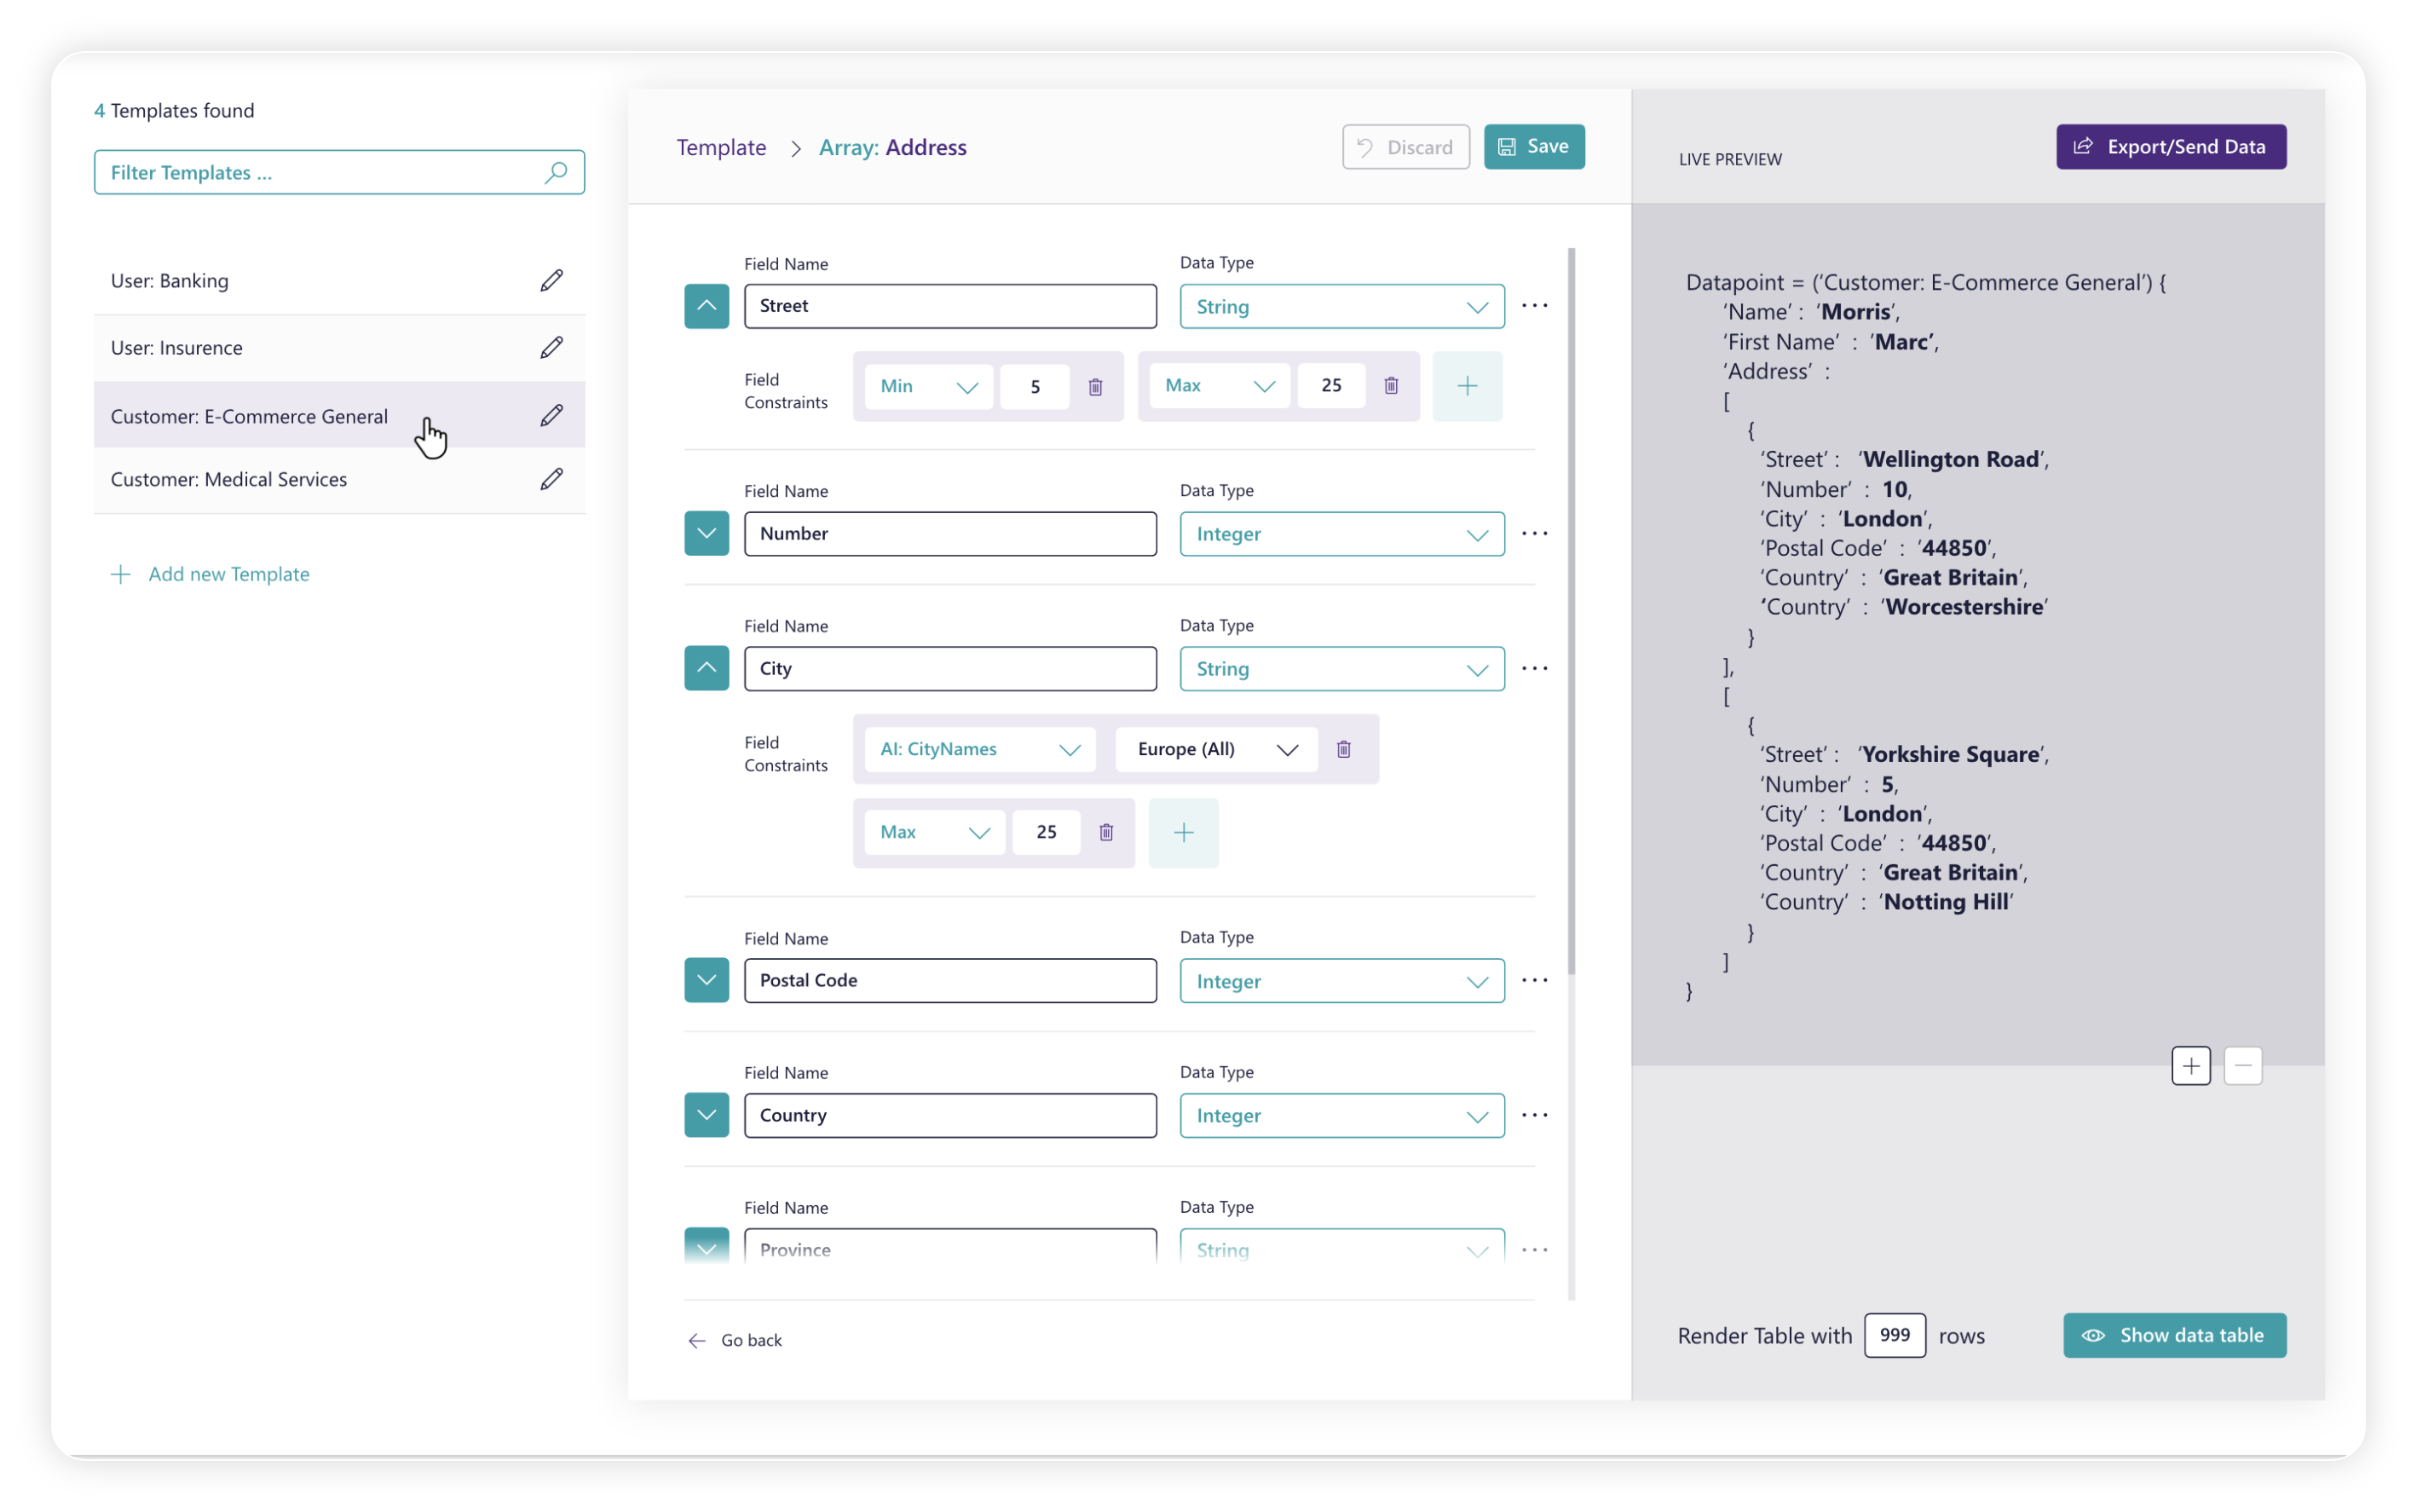 4 Templates found
Filter Templates ...
User: Banking
User: Insurence
Customer: E-Commerce General
Customer: Medical Services
Add new Template
Template > Array: Address
Discard
Save
Field Name
Data Type
Street
String
Field
Constraints
Min
5
Max
25
Field Name
Data Type
Number
Integer
Field Name
Data Type
City
String
Field
Constraints
AI: CityNames
Europe (All)
Max
25
Field Name
Data Type
Postal Code
Integer
Field Name
Data Type
Country
Integer
Field Name
Data Type
Province
String
Go back
LIVE PREVIEW
Export/Send Data
Datapoint = (‘Customer: E-Commerce General’) {
‘Name’ : ‘Morris’,
‘First Name’ : ’Marc’,
‘Address’ :
[
{
‘Street’ : ‘Wellington Road’,
‘Number’ : 10,
‘City’ : ‘London’,
‘Postal Code’ : ’44850’,
‘Country’ : ‘Great Britain’,
‘Country’ : ‘Worcestershire’
}
],
[
{
‘Street’ : ‘Yorkshire Square’,
‘Number’ : 5,
‘City’ : ‘London’,
‘Postal Code’ : ’44850’,
‘Country’ : ‘Great Britain’,
‘Country’ : ‘Notting Hill’
}
]
}
Render Table with 999 rows
Show data table